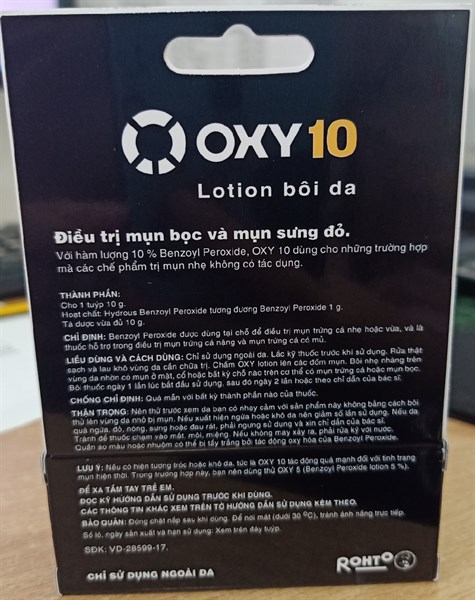 OXY 10
Lotion bôi da
Điều trị mụn bọc và mụn sưng đỏ.
Với hàm lượng 10 % Benzoyl Peroxide, OXY 10 dùng cho những trường hợp
mà các chế phẩm trị mụn nhẹ không có tác dụng.
THÀNH PHẦN:
Cho 1 tuýp 10 g.
Hoạt chất: Hydrous Benzoyl Peroxide tương đương Benzoyl Peroxide 1 g.
Tá dược vừa đủ 10 g.
CHỈ ĐỊNH: Benzoyl Peroxide được dùng tại chỗ để điều trị mụn trứng cá nhẹ hoặc vừa, và là
thuốc hỗ trợ trong điều trị mụn trứng cá nặng và mụn trứng cá có mủ.
LIỀU DÙNG VÀ CÁCH DÙNG: Chỉ sử dụng ngoài da. Lắc kỹ thuốc trước khi sử dụng. Rửa thật
sạch và lau khô vùng da cần chữa trị. Chấm OXY lotion lên các đốm mụn. Bôi nhẹ nhàng trên
vùng da nhờn có mụn ở mặt, cổ hoặc bất kỳ chỗ nào trên cơ thể có mụn trứng cá hoặc mụn bọc.
Bôi thuốc ngày 1 lần lúc bắt đầu sử dụng, sau đó ngày 2 lần hoặc theo chỉ dẫn của bác sĩ.
CHỐNG CHỈ ĐỊNH: Quá mẫn với bất kỳ thành phần nào của thuốc.
THẬN TRỌNG: Nên thử trước xem da bạn có nhạy cảm với sản phẩm này không bằng cách bôi
thử lên vùng da nhỏ bị mụn. Nếu xuất hiện ngứa hoặc khô da nên giảm số lần sử dụng. Nếu da
quá ngứa, đỏ, nóng, sưng hoặc đau rát, phải ngưng sử dụng và xin chỉ dẫn của bác sĩ.
Tránh để thuốc chạm vào mắt, môi, miệng. Nếu không may xảy ra, phải rửa kỹ với nước.
Quần áo màu hoặc nhuộm có thể bị tẩy trắng bởi tác động oxy hóa của Benzoyl Peroxide.
LƯU Ý: Nếu có hiện tượng tróc hoặc khô da, tức là OXY 10 tác động quá mạnh đối với tình trạng
mụn hiện thời. Trong trường hợp này, bạn nên dùng thử OXY 5 (Benzoyl Peroxide lotion 5 %).
ĐỂ XA TẦM TAY TRẺ EM.
ĐỌC KỸ HƯỚNG DẪN SỬ DỤNG TRƯỚC KHI DÙNG.
CÁC THÔNG TIN KHÁC XEM TRÊN TỜ HƯỚNG DẪN SỬ DỤNG KÈM THEO.
BẢO QUẢN: Đóng chặt nắp sau khi dùng. Để nơi mát (dưới 30 ºC), tránh ánh nắng trực tiếp.
Số lô, ngày sản xuất và hạn sử dụng: Xem trên đáy tuýp.
SĐK: VD-28599-17.
CHỈ SỬ DỤNG NGOÀI DA
ROHTO